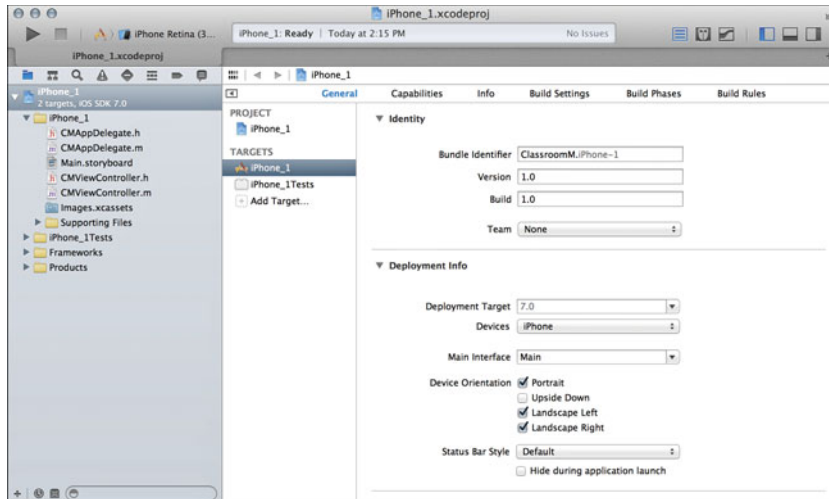 iPhone_1.xcodeproj
iPhone Retina (3...
iPhone_1: Ready | Today at 2:15 PM
No Issues
iPhone_1.xcodeproj
iPhone_1
2 targets, iOS SDK 7.0
iPhone_1
CMAppDelegate.h
CMAppDelegate.m
Main.storyboard
CMViewController.h
CMViewController.m
Images.xcassets
Supporting Files
iPhone_1Tests
Frameworks
Products
iPhone_1
General Capabilities Info Build Settings Build Phases Build Rules
PROJECT
iPhone_1
TARGETS
iPhone_1
iPhone_1Tests
Add Target...
Identity
Bundle Identifier ClassroomM.iPhone-1
Version 1.0
Build 1.0
Team None
Deployment Info
Deployment Target 7.0
Devices iPhone
Main Interface Main
Device Orientation Portrait
Upside Down
Landscape Left
Landscape Right
Status Bar Style Default
Hide during application launch